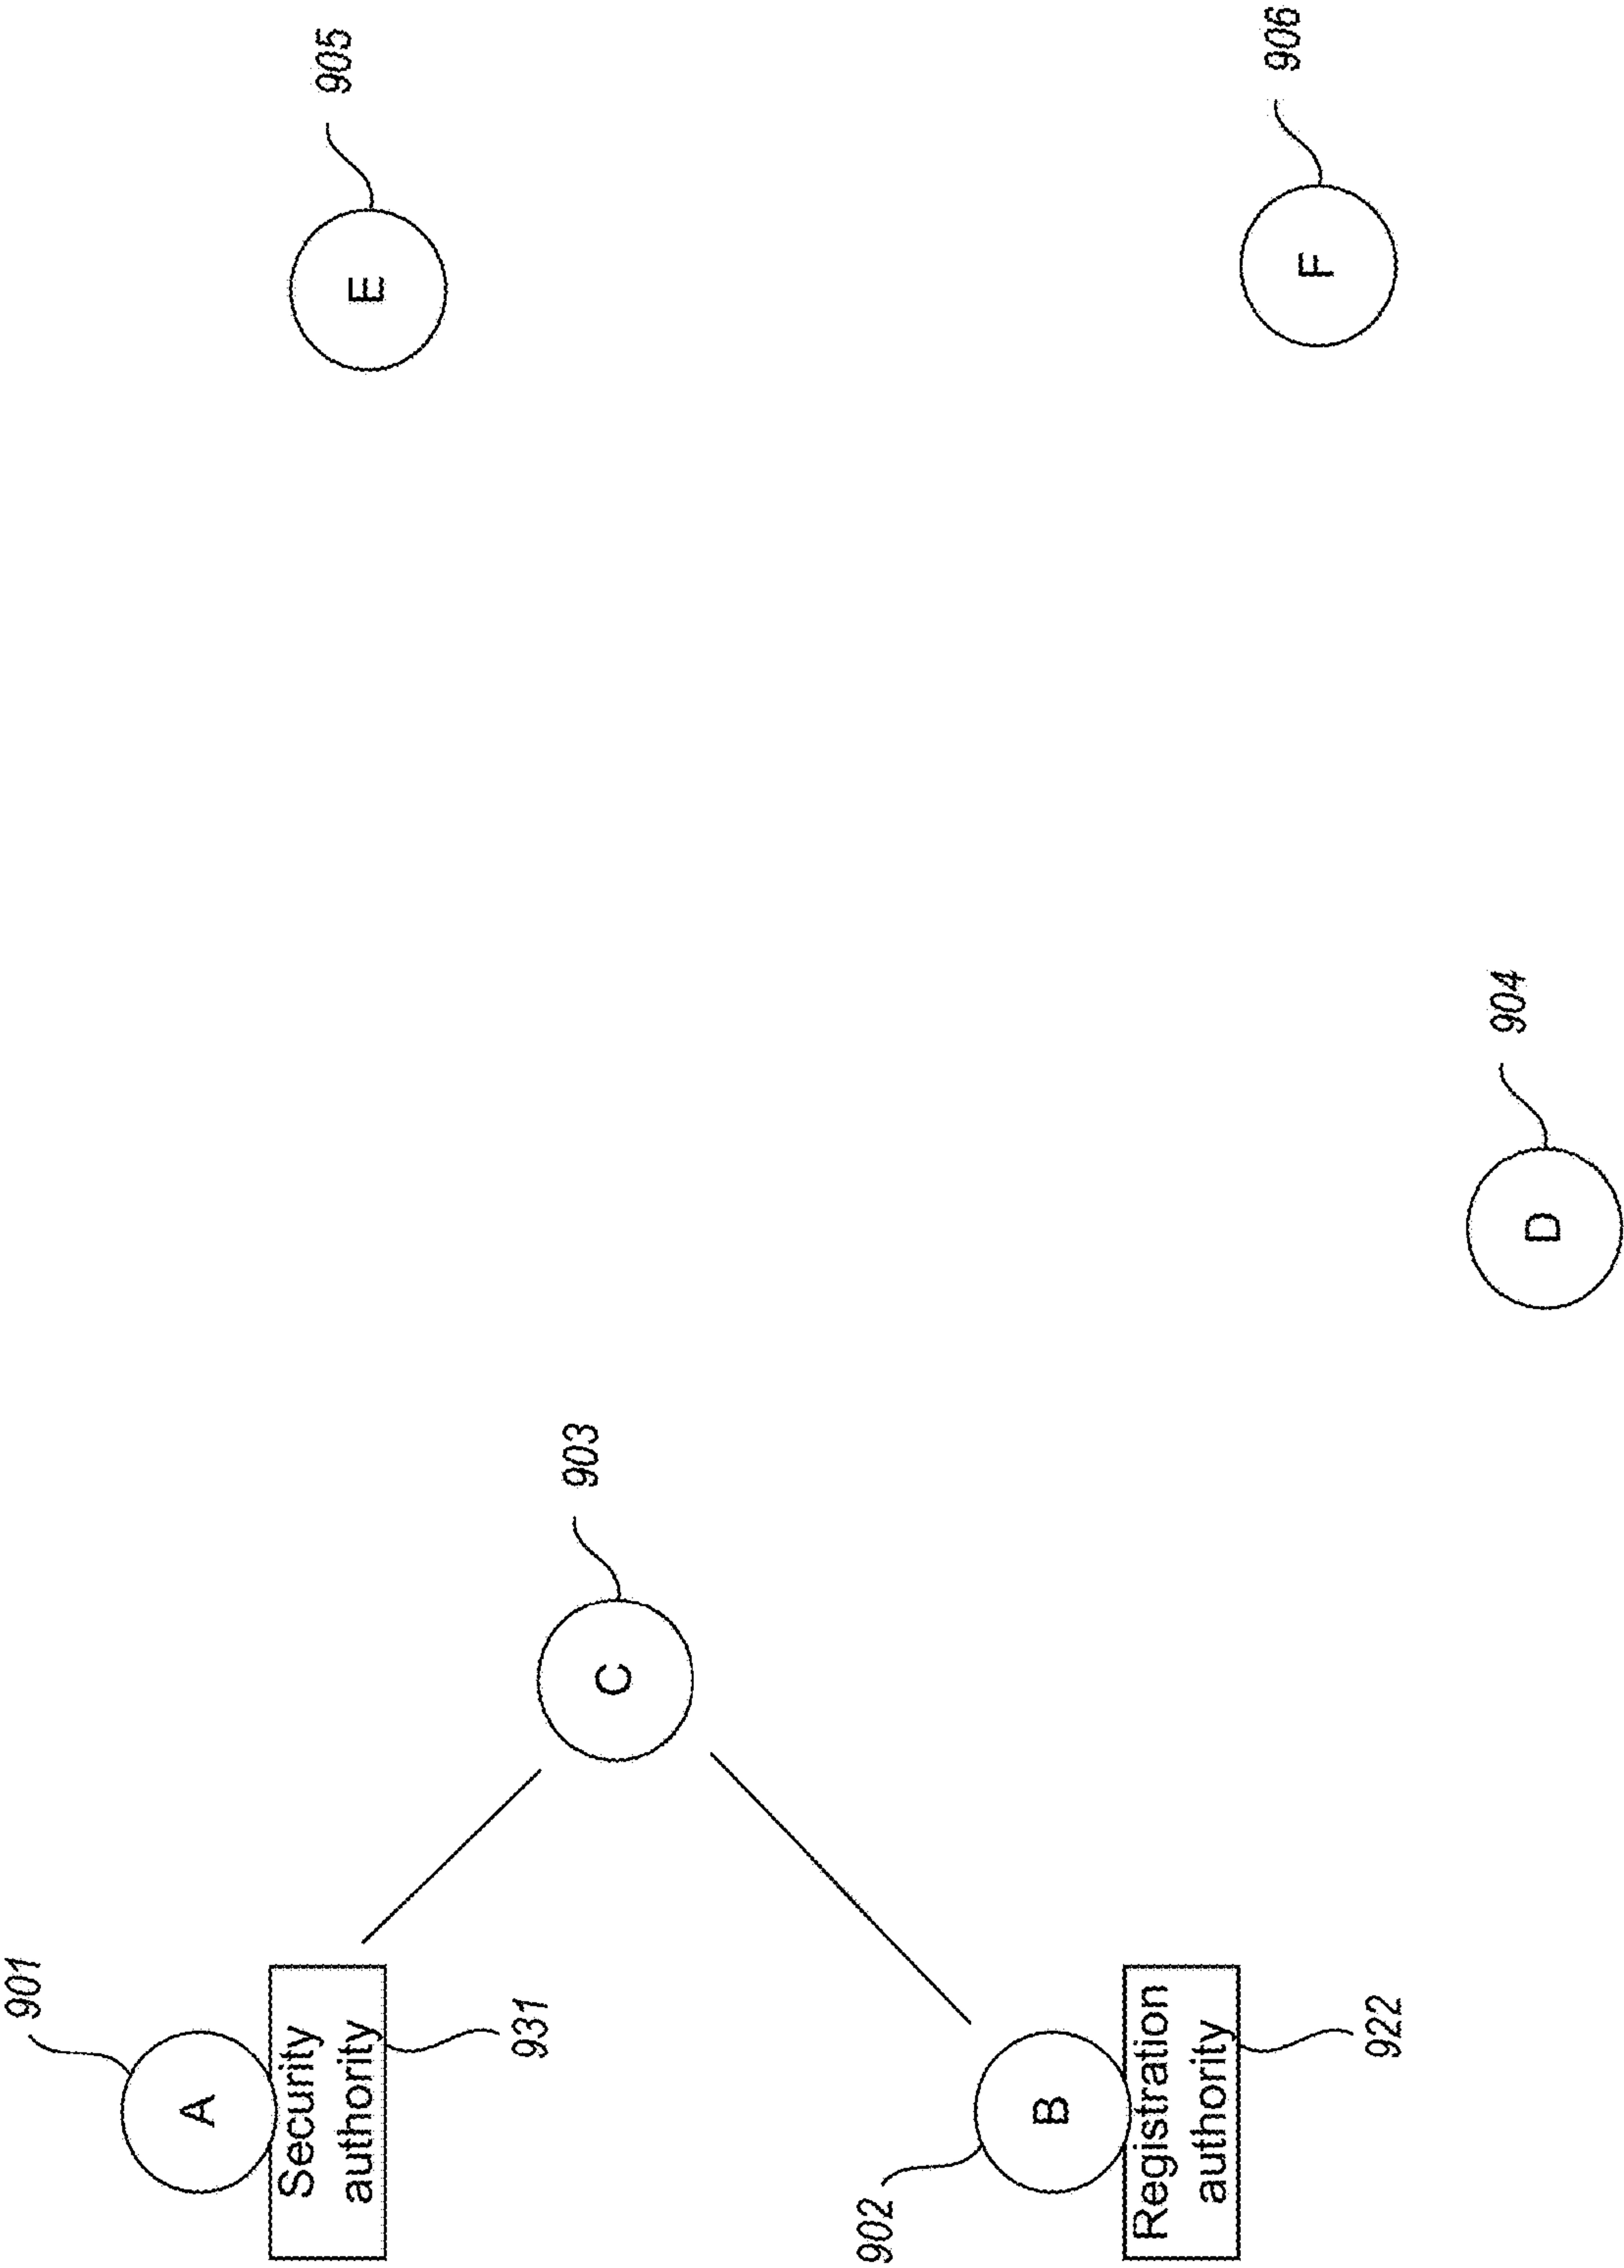 901
A
Security
authority
931
905
E
903
C
902
B
Registration
authority
922
906
F
904
D